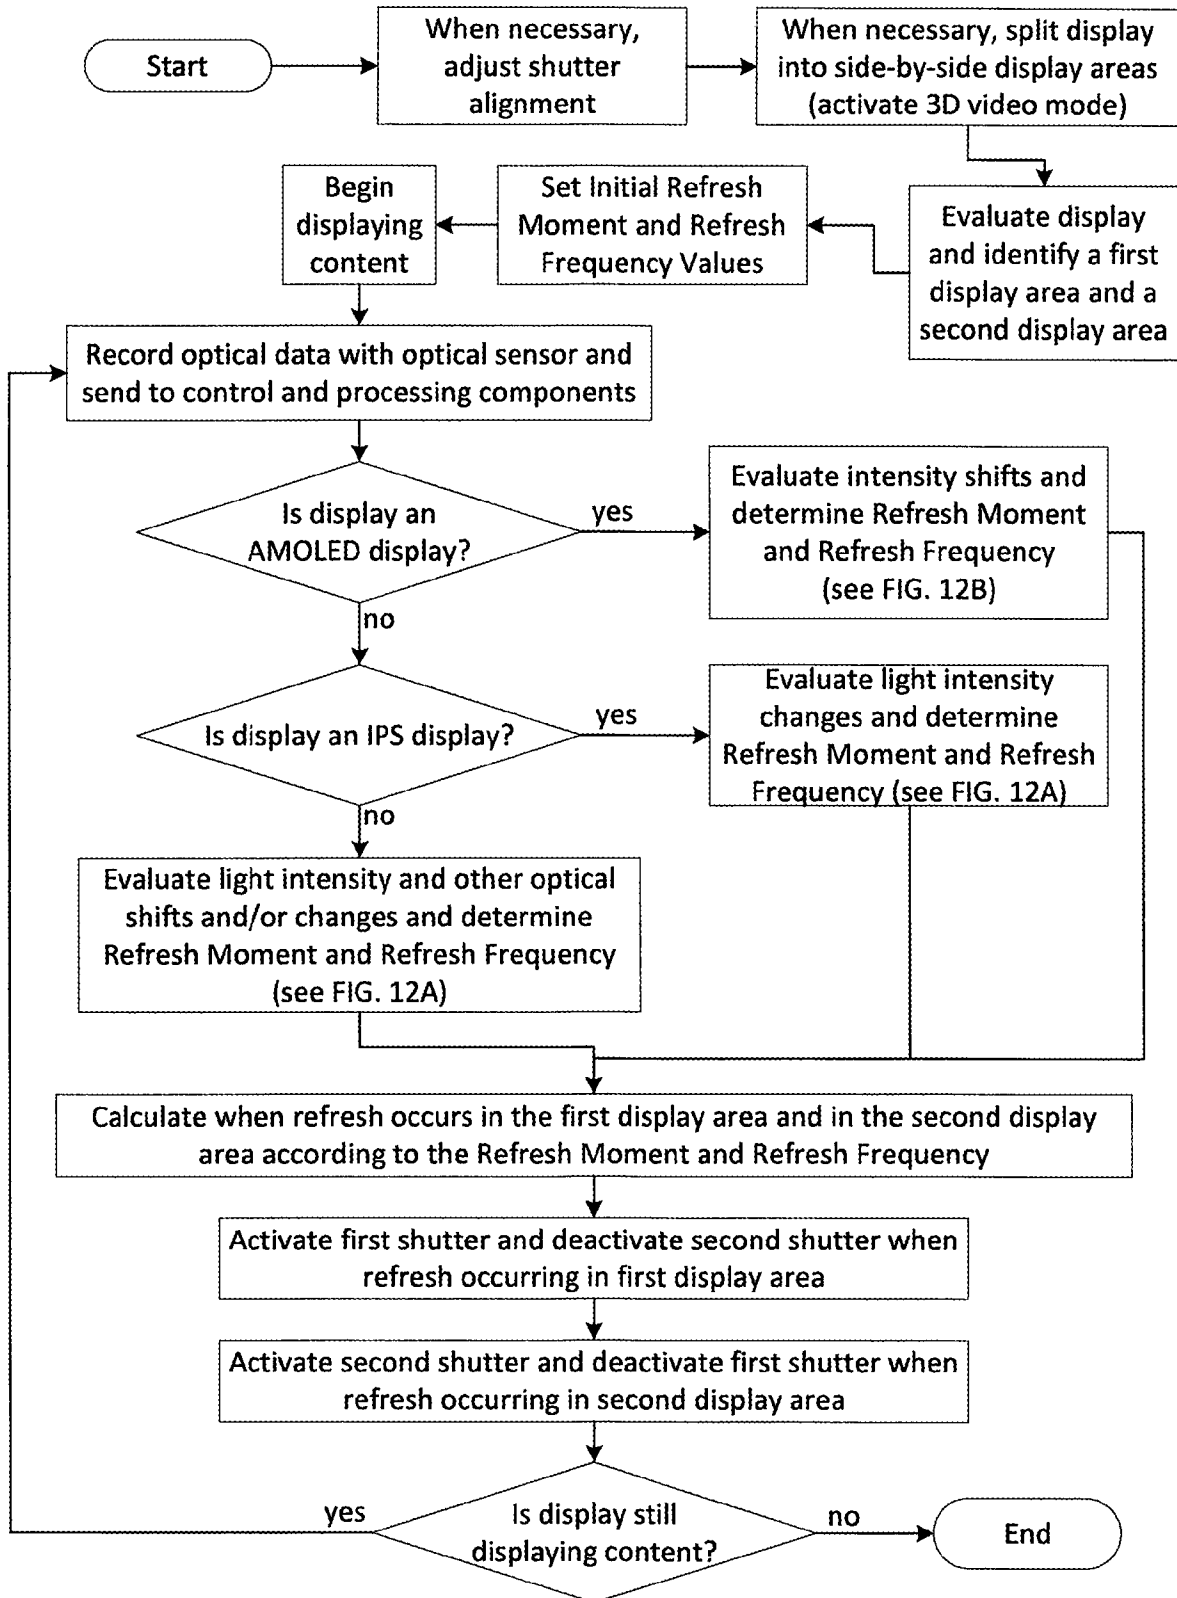 Start
When necessary,
adjust shutter
alignment
When necessary, split display
into side-by-side display areas
(activate 3D video mode)
Evaluate display
and identify a first
display area and a
second display area
Set Initial Refresh
Moment and Refresh
Frequency Values
Begin
displaying
content
Record optical data with optical sensor and
send to control and processing components
Is display an
AMOLED display?
yes
Evaluate intensity shifts and
determine Refresh Moment
and Refresh Frequency
(see FIG. 12B)
no
Is display an IPS display?
yes
Evaluate light intensity
changes and determine
Refresh Moment and Refresh
Frequency (see FIG. 12A)
no
Evaluate light intensity and other optical
shifts and/or changes and determine
Refresh Moment and Refresh Frequency
(see FIG. 12A)
Calculate when refresh occurs in the first display area and in the second display
area according to the Refresh Moment and Refresh Frequency
Activate first shutter and deactivate second shutter when
refresh occurring in first display area
Activate second shutter and deactivate first shutter when
refresh occurring in second display area
Is display still
displaying content?
yes
no
End